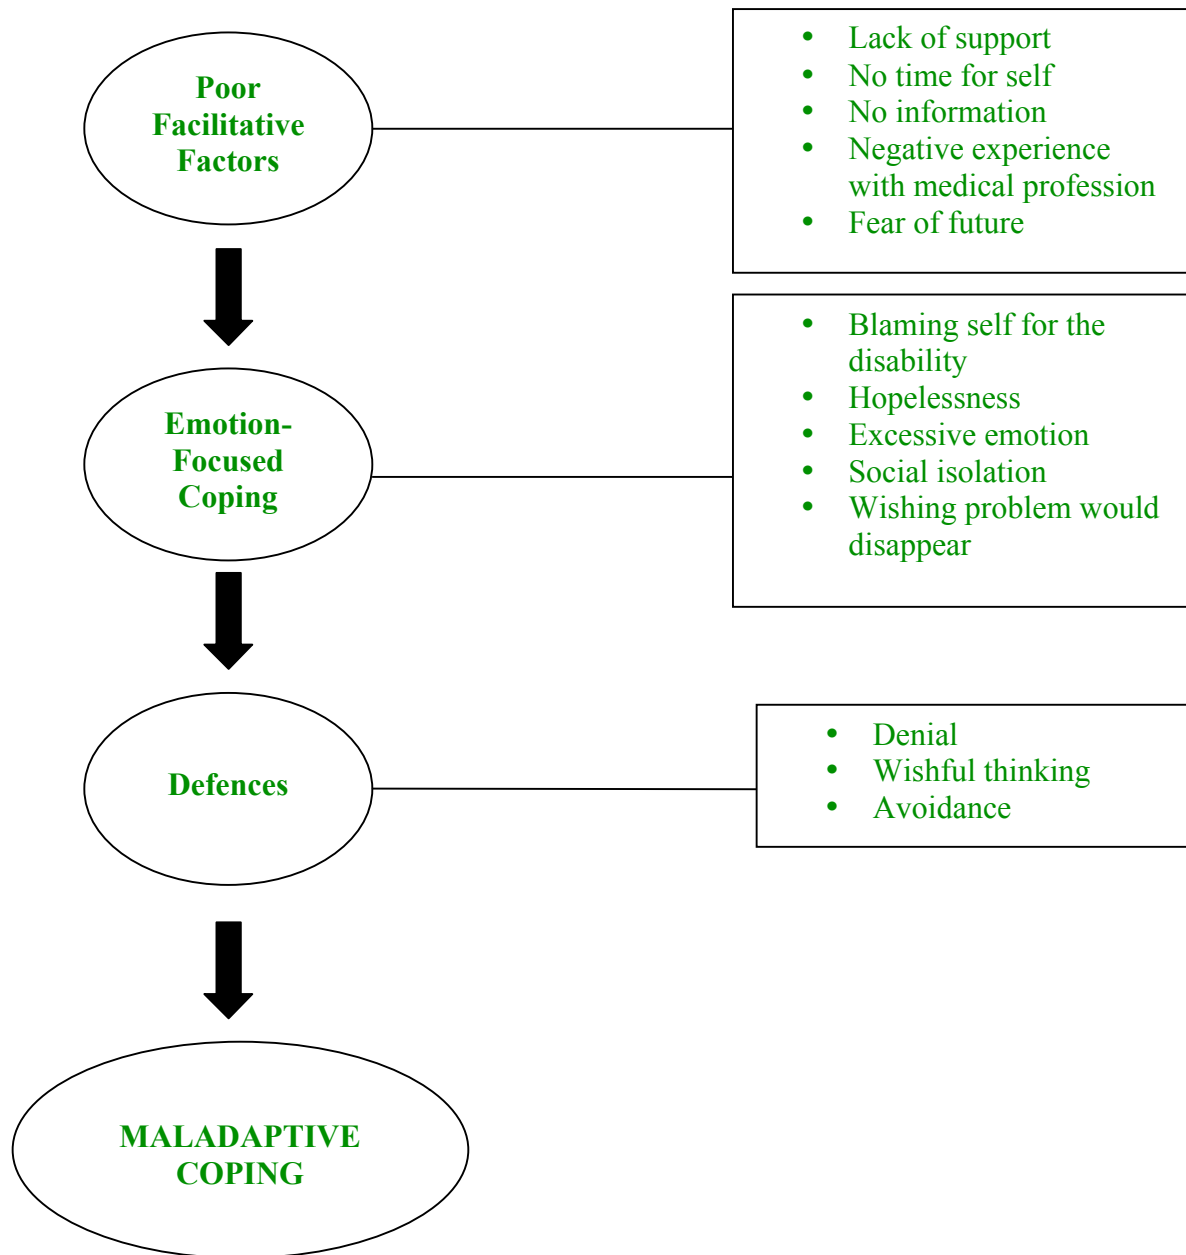 Poor
Facilitative
Factors
• Lack of support
• No time for self
• No information
• Negative experience
with medical profession
• Fear of future
Emotion-
Focused
Coping
• Blaming self for the
disability
• Hopelessness
• Excessive emotion
• Social isolation
• Wishing problem would
disappear
Defences
• Denial
• Wishful thinking
• Avoidance
MALADAPTIVE
COPING